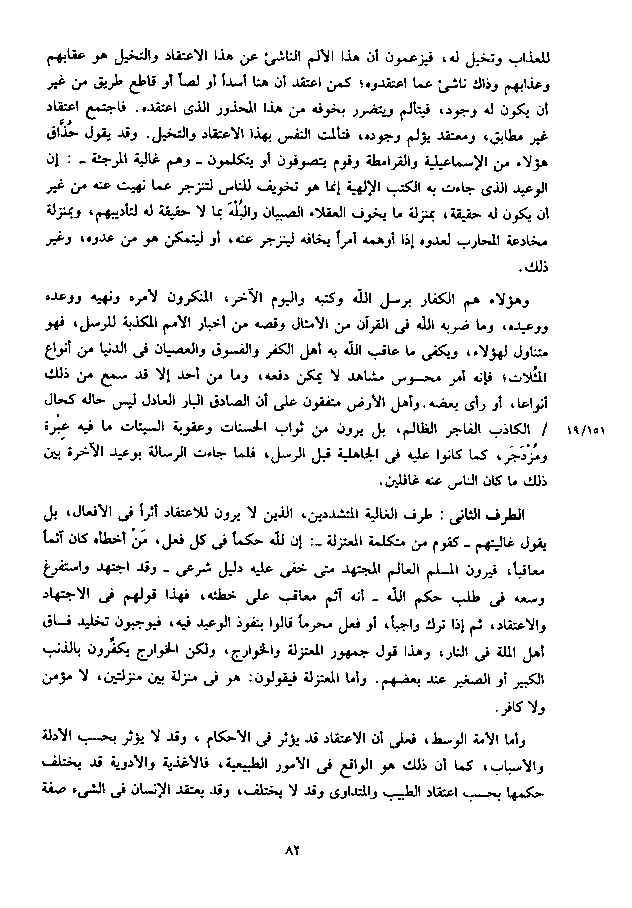 للعذاب وتخيل له، فيزعمون أن هذا الألم الناشئ عن هذا الاعتقاد والتخيل هو عقابهم
وعذابهم وذاك ناشئ عما اعتقدوه؛ كمن اعتقد أن هنا أسداً أو لصاً أو قاطع طريق من غير
أن يكون له وجود، فيتألم ويتضرر بخوفه من هذا المحذور الذى اعتقده. فاجتمع اعتقاد
غير مطابق، ومعتقد يؤلم وجوده، فتألمت النفس بهذا الاعتقاد والتخيل. وقد يقول حُذَّاق
هؤلاء من الإسماعيلية والقرامطة وقوم يتصوفون أو يتكلمون ـ وهم غالية المرجئة ـ : إن
الوعيد الذى جاءت به الكتب الإلهية إنما هو تخويف للناس لتنزجر عما نهيت عنه من غير
أن يكون له حقيقة، بمنزلة ما يخوف العقلاء الصبيان والبُلْه بما لا حقيقة له لتأديبهم، وبمنزلة
مخادعة المحارب لعدوه إذا أوهمه أمراً يخافه لينزجر عنه، أو ليتمكن هو من عدوه، وغير
ذلك.
وهؤلاء هم الكفار برسل الله وكتبه واليوم الآخر، المنكرون لأمره ونهيه ووعده
ووعيده، وما ضربه الله فى القرآن من الأمثال وقصه من أخبار الأمم المكذبة للرسل، فهو
متناول لهؤلاء، ويكفى ما عاقب الله به أهل الكفر والفسوق والعصيان فى الدنيا من أنواع
المثُلات؛ فإنه أمر محسوس مشاهد لا يمكن دفعه، وما من أحد إلا قد سمع من ذلك
أنواعا، أو رأى بعضه. وأهل الأرض متفقون على أن الصادق البار العادل ليس حاله كحال
١٩/١٥١ / الكاذب الفاجر الظالم، بل يرون من ثواب الحسنات وعقوبة السيئات ما فيه عِبْرة
ومُزْدَجَر، كما كانوا عليه فى الجاهلية قبل الرسل، فلما جاءت الرسالة بوعيد الآخرة بين
ذلك ما كان الناس عنه غافلين.
الطرف الثانى : طرف الغالية المتشددين، الذين لا يرون للاعتقاد أثراً فى الأفعال، بل
يقول غاليتهم ـ كقوم من متكلمة المعتزلة ـ: إن لله حكماً فى كل فعل، مَنْ أخطأه كان آثماً
معاقباً، فيرون المسلم العالم المجتهد متى خفى عليه دليل شرعى ـ وقد اجتهد واستفرغ
وسعه فى طلب حكم الله ـ أنه آثم معاقب على خطئه، فهذا قولهم فى الاجتهاد
والاعتقاد، ثم إذا ترك واجباً، أو فعل محرماً قالوا بنفوذ الوعيد فيه، فيوجبون تخليد فساق
أهل الملة فى النار، وهذا قول جمهور المعتزلة والخوارج، ولكن الخوارج يكفِّرون بالذنب
الكبير أو الصغير عند بعضهم. وأما المعتزلة فيقولون: هو فى منزلة بين منزلتين، لا مؤمن
ولا كافر.
وأما الأمة الوسط، فعلى أن الاعتقاد قد يؤثر فى الأحكام ، وقد لا يؤثر بحسب الأدلة
والأسباب، كما أن ذلك هو الواقع فى الأمور الطبيعية، فالأغذية والأدوية قد يختلف
حكمها بحسب اعتقاد الطبيب والمتداوى وقد لا يختلف، وقد يعتقد الإنسان فى الشىء صفة
٨٢